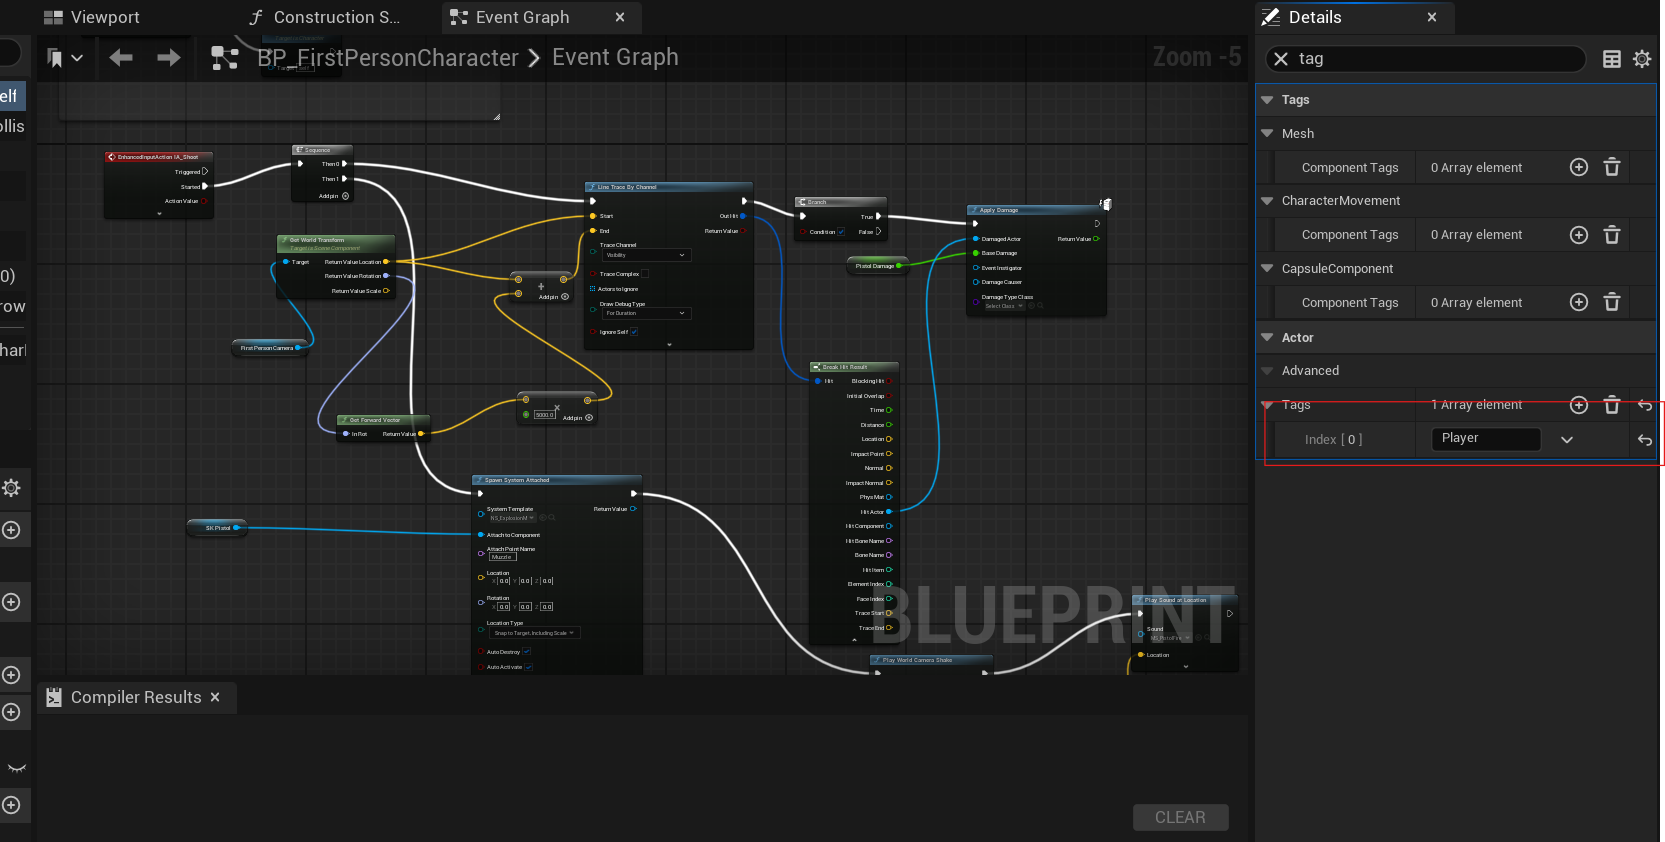 Viewport
Construction S...
Event Graph
Details
BP_FirstPersonCharacter
Event Graph
Zoom -5
tag
elf
ollis
0)
row
harl
Tags
Mesh
Component Tags
0 Array element
CharacterMovement
Component Tags
0 Array element
CapsuleComponent
Component Tags
0 Array element
Actor
Advanced
Tags
1 Array element
Index [ 0 ]
Player
EnhancedInputAction IA_Shoot
Triggered
Started
Action Value
Sequence
Then 0
Then 1
Add pin
Get World Transform
Target is Scene Component
Target
Return Value Location
Return Value Rotation
Return Value Scale
First Person Camera
Get Forward Vector
In Rot
Return Value
Add pin
5000.0
Add pin
Line Trace By Channel
Start
Out Hit
End
Return Value
Trace Channel
Visibility
Trace Complex
Actors to Ignore
Draw Debug Type
For Duration
Ignore Self
Branch
True
Condition
False
Pistol Damage
Apply Damage
Damaged Actor
Return Value
Base Damage
Event Instigator
Damage Causer
Damage Type Class
Select Class
Break Hit Result
Hit
Blocking Hit
Initial Overlap
Time
Distance
Location
Impact Point
Normal
Impact Normal
Phys Mat
Hit Actor
Hit Component
Hit Bone Name
Bone Name
Hit Item
Element Index
Face Index
Trace Start
Trace End
SK Pistol
Spawn System Attached
System Template
Return Value
NS_ExplosionM
Attach to Component
Attach Point Name
Muzzle
Location
X 0.0 Y 0.0 Z 0.0
Rotation
X 0.0 Y 0.0 Z 0.0
Location Type
Snap to Target, Including Scale
Auto Destroy
Auto Activate
Play World Camera Shake
Play Sound at Location
Sound
MS_PistolFire
Location
BLUEPRINT
Compiler Results
CLEAR